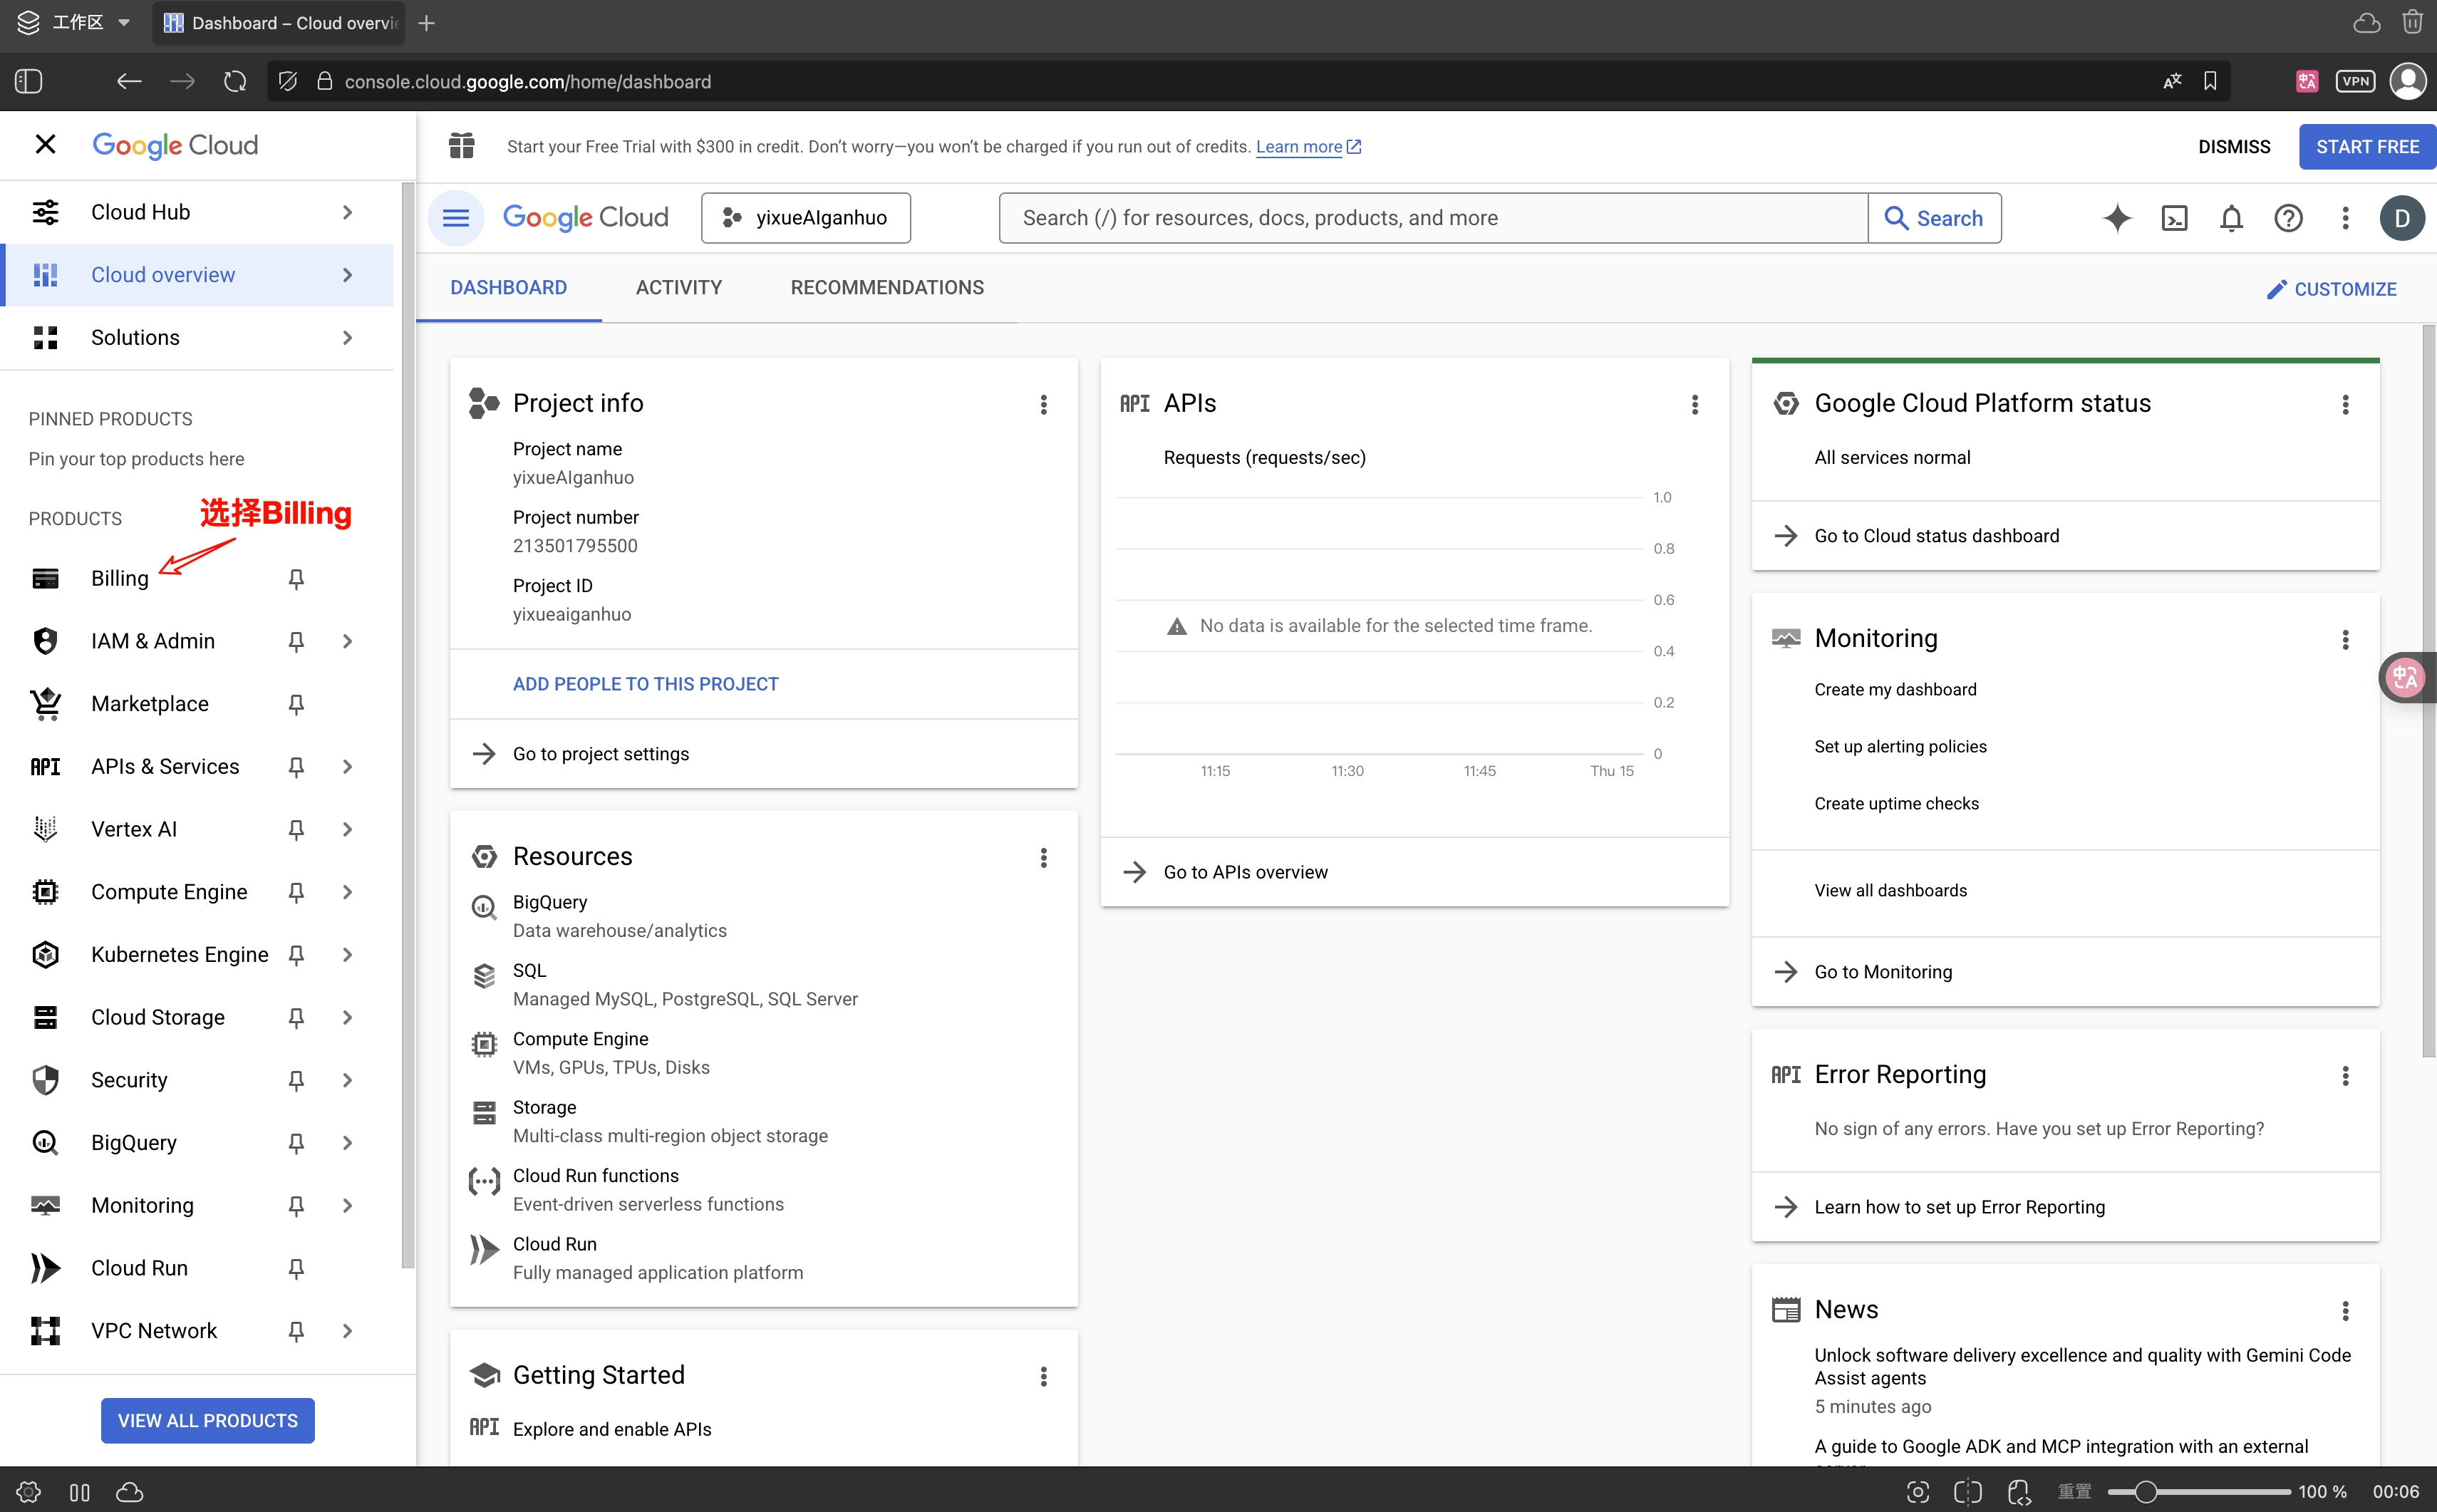 工作区
Dashboard – Cloud overvi
console.cloud.google.com/home/dashboard
VPN
Google Cloud
Start your Free Trial with $300 in credit. Don’t worry—you won’t be charged if you run out of credits. Learn more
DISMISS
START FREE
Cloud Hub
Cloud overview
Solutions
PINNED PRODUCTS
Pin your top products here
PRODUCTS
选择Billing
Billing
IAM & Admin
Marketplace
API APIs & Services
Vertex AI
Compute Engine
Kubernetes Engine
Cloud Storage
Security
BigQuery
Monitoring
Cloud Run
VPC Network
VIEW ALL PRODUCTS
Google Cloud
yixueAIganhuo
Search (/) for resources, docs, products, and more
Search
D
DASHBOARD
ACTIVITY
RECOMMENDATIONS
CUSTOMIZE
Project info
Project name
yixueAIganhuo
Project number
213501795500
Project ID
yixueaiganhuo
ADD PEOPLE TO THIS PROJECT
Go to project settings
Resources
BigQuery
Data warehouse/analytics
SQL
Managed MySQL, PostgreSQL, SQL Server
Compute Engine
VMs, GPUs, TPUs, Disks
Storage
Multi-class multi-region object storage
Cloud Run functions
Event-driven serverless functions
Cloud Run
Fully managed application platform
Getting Started
API Explore and enable APIs
API APIs
Requests (requests/sec)
1.0
0.8
0.6
No data is available for the selected time frame.
0.4
0.2
0
11:15
11:30
11:45
Thu 15
Go to APIs overview
Google Cloud Platform status
All services normal
Go to Cloud status dashboard
Monitoring
Create my dashboard
Set up alerting policies
Create uptime checks
View all dashboards
Go to Monitoring
API Error Reporting
No sign of any errors. Have you set up Error Reporting?
Learn how to set up Error Reporting
News
Unlock software delivery excellence and quality with Gemini Code
Assist agents
5 minutes ago
A guide to Google ADK and MCP integration with an external
重置
100 %
00:06